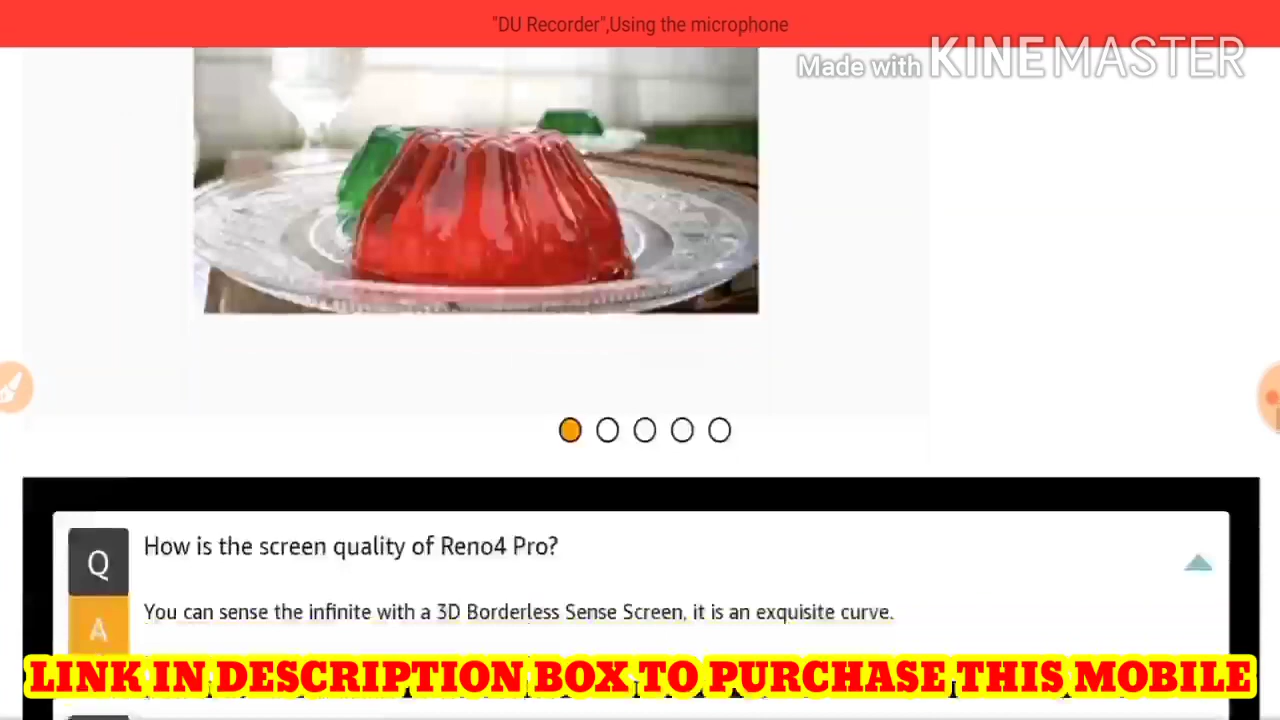 "DU Recorder",Using the microphone
Made with KINEMASTER
Q
How is the screen quality of Reno4 Pro?
A
You can sense the infinite with a 3D Borderless Sense Screen, it is an exquisite curve.
LINK IN DESCRIPTION BOX TO PURCHASE THIS MOBILE